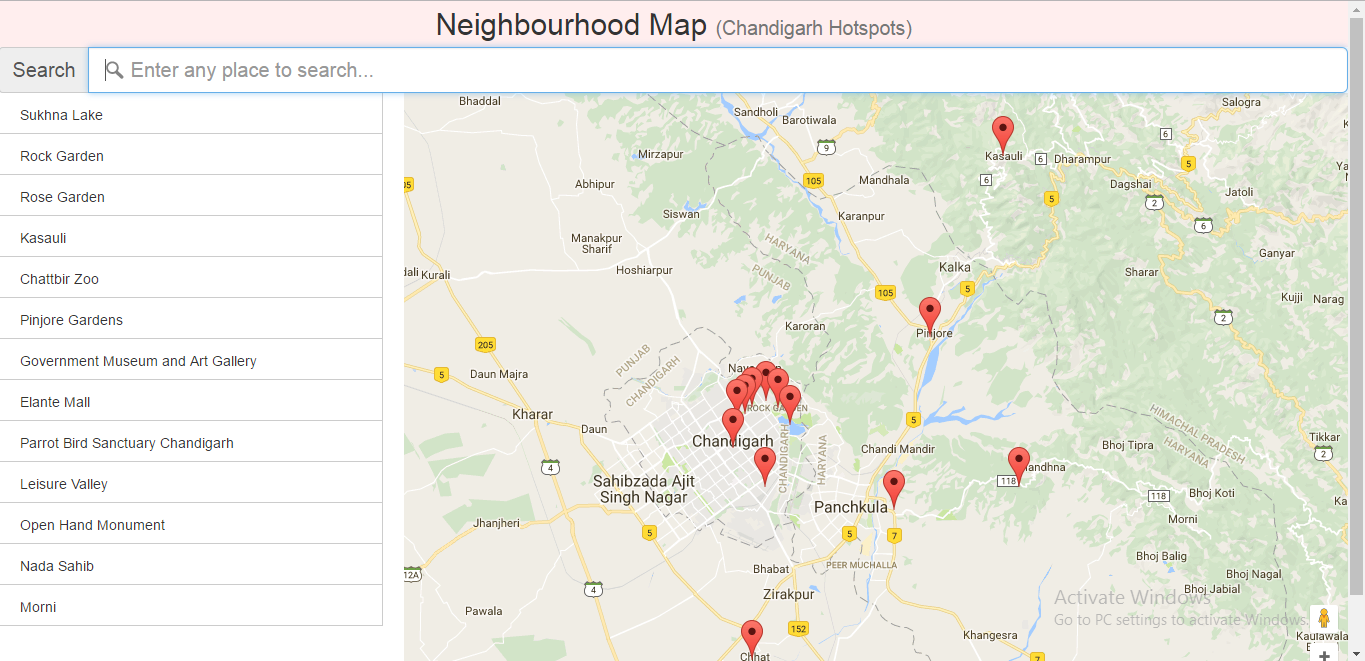 Neighbourhood Map (Chandigarh Hotspots)
Search
Enter any place to search...
Sukhna Lake
Rock Garden
Rose Garden
Kasauli
Chattbir Zoo
Pinjore Gardens
Government Museum and Art Gallery
Elante Mall
Parrot Bird Sanctuary Chandigarh
Leisure Valley
Open Hand Monument
Nada Sahib
Morni
Bhaddal
Sandholi
Barotiwala
Salogra
6
9
Mirzapur
Kasauli
6
Dharampur
5
105
Mandhala
6
Dagshai
Jatoli
Abhipur
05
5
2
Siswan
Karanpur
6
Manakpur
Sharif
HARYANA
PUNJAB
Ganyar
Hoshiarpur
Kalka
Sharar
Kurali
105
5
Kujji
Narag
2
Pinjore
Karoran
205
PUNJAB
CHANDIGARH
5
Daun Majra
Kharar
Daun
Chandigarh
CHANDIGARH
HARYANA
5
Chandi Mandir
HIMACHAL PRADESH
HARYANA
Bhoj Tipra
Tikkar
2
4
Sahibzada Ajit
Singh Nagar
118
118
Bhoj Koti
Panchkula
Morni
Jhanjheri
5
5
7
Bhoj Balig
Bhabat
PEER MUCHALLA
12A
4
Bhoj Nagal
Bhoj Jabial
Zirakpur
Pawala
152
Khangresa
Chhat
7
Activate Windows
Go to PC settings to activate Windows.